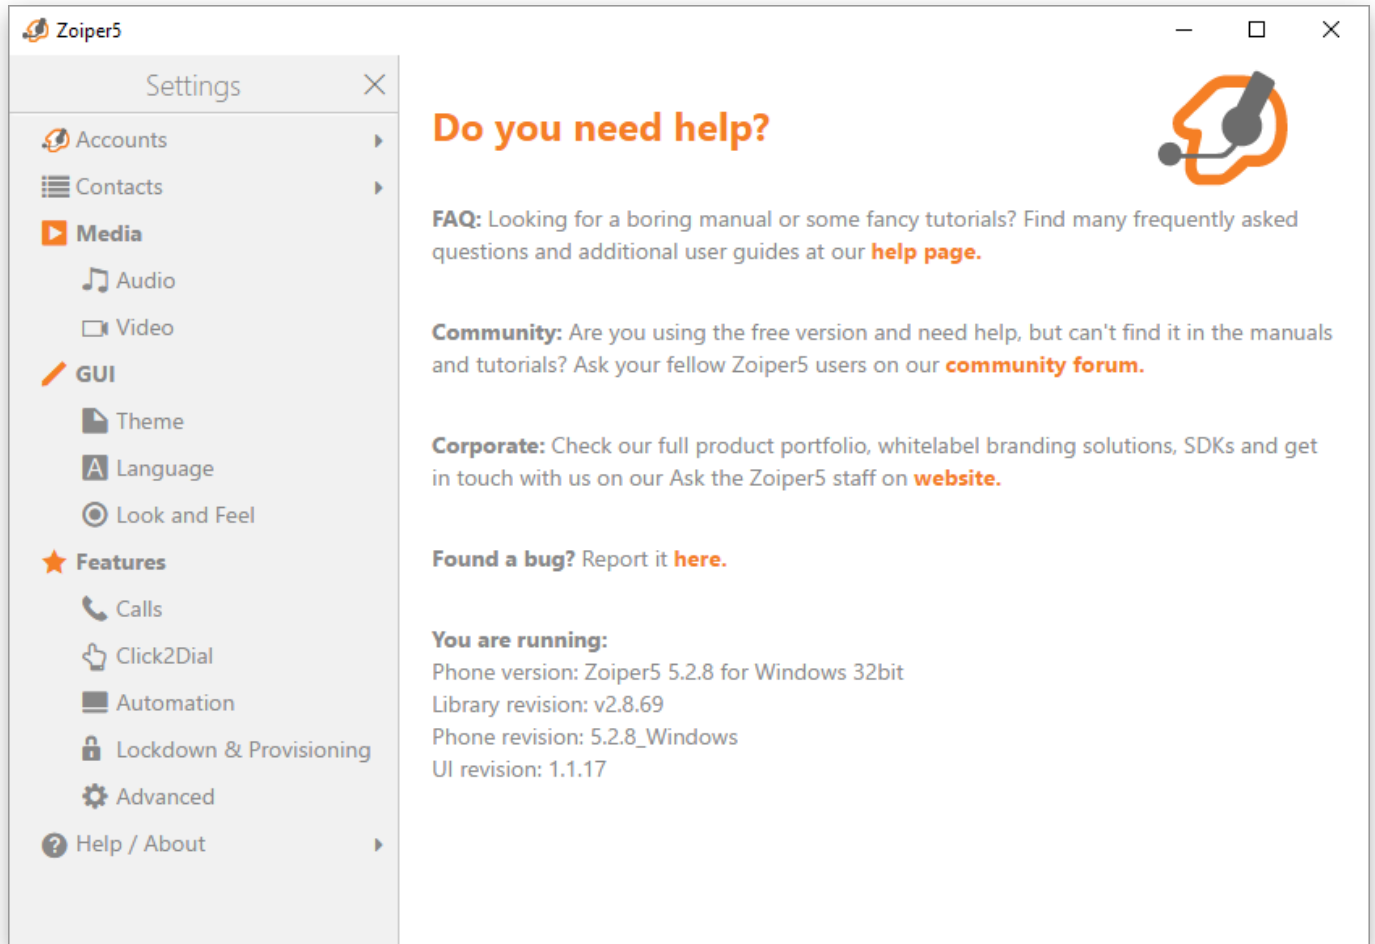 Zoiper5
Settings
Accounts
Contacts
Media
Audio
Video
GUI
Theme
A Language
Look and Feel
Features
Calls
Click2Dial
Automation
Lockdown & Provisioning
Advanced
? Help / About
Do you need help?
FAQ: Looking for a boring manual or some fancy tutorials? Find many frequently asked
questions and additional user guides at our help page.
Community: Are you using the free version and need help, but can't find it in the manuals
and tutorials? Ask your fellow Zoiper5 users on our community forum.
Corporate: Check our full product portfolio, whitelabel branding solutions, SDKs and get
in touch with us on our Ask the Zoiper5 staff on website.
Found a bug? Report it here.
You are running:
Phone version: Zoiper5 5.2.8 for Windows 32bit
Library revision: v2.8.69
Phone revision: 5.2.8_Windows
UI revision: 1.1.17